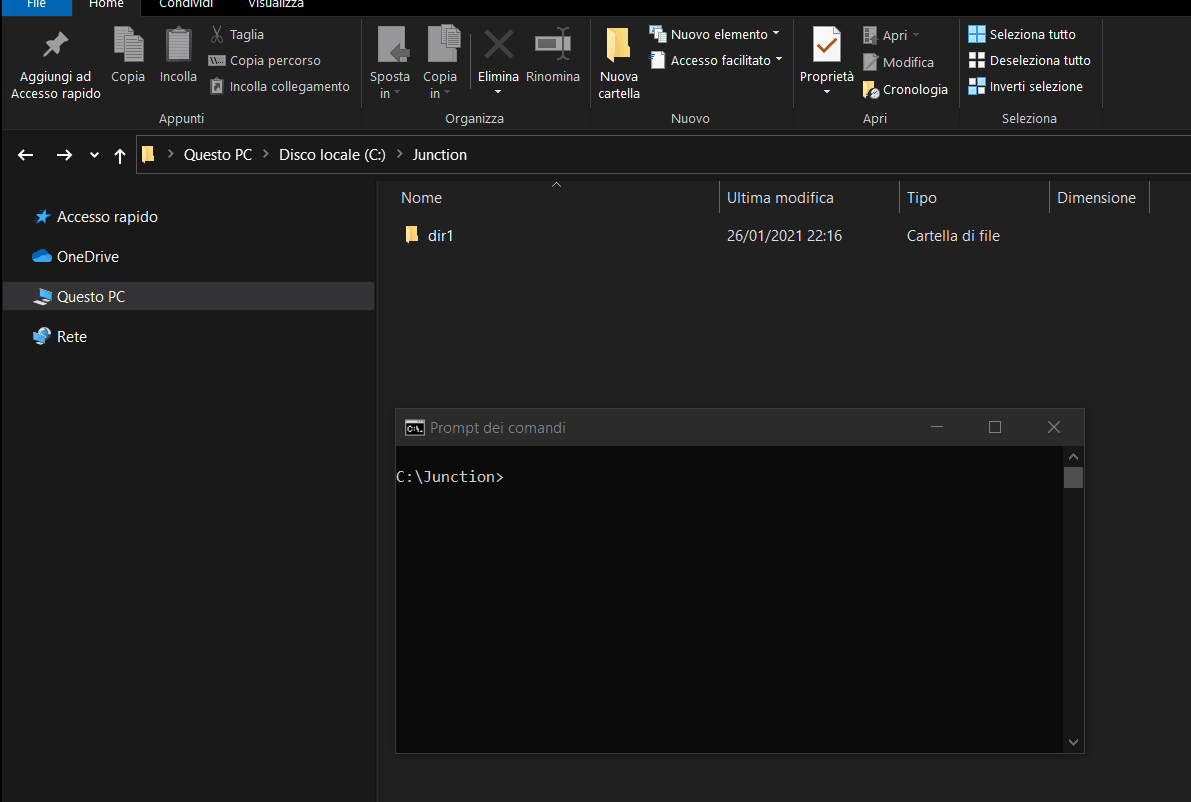 File Home Condividi Visualizza
Aggiungi ad
Accesso rapido
Copia
Incolla
Taglia
Copia percorso
Incolla collegamento
Appunti
Sposta
in
Copia
in
Elimina
Rinomina
Organizza
Nuova
cartella
Nuovo elemento
Accesso facilitato
Nuovo
Proprietà
Apri
Modifica
Cronologia
Apri
Seleziona tutto
Deseleziona tutto
Inverti selezione
Seleziona
Questo PC > Disco locale (C:) > Junction
Accesso rapido
OneDrive
Questo PC
Rete
Nome Ultima modifica Tipo Dimensione
dir1 26/01/2021 22:16 Cartella di file
C:\. Prompt dei comandi
C:\Junction>